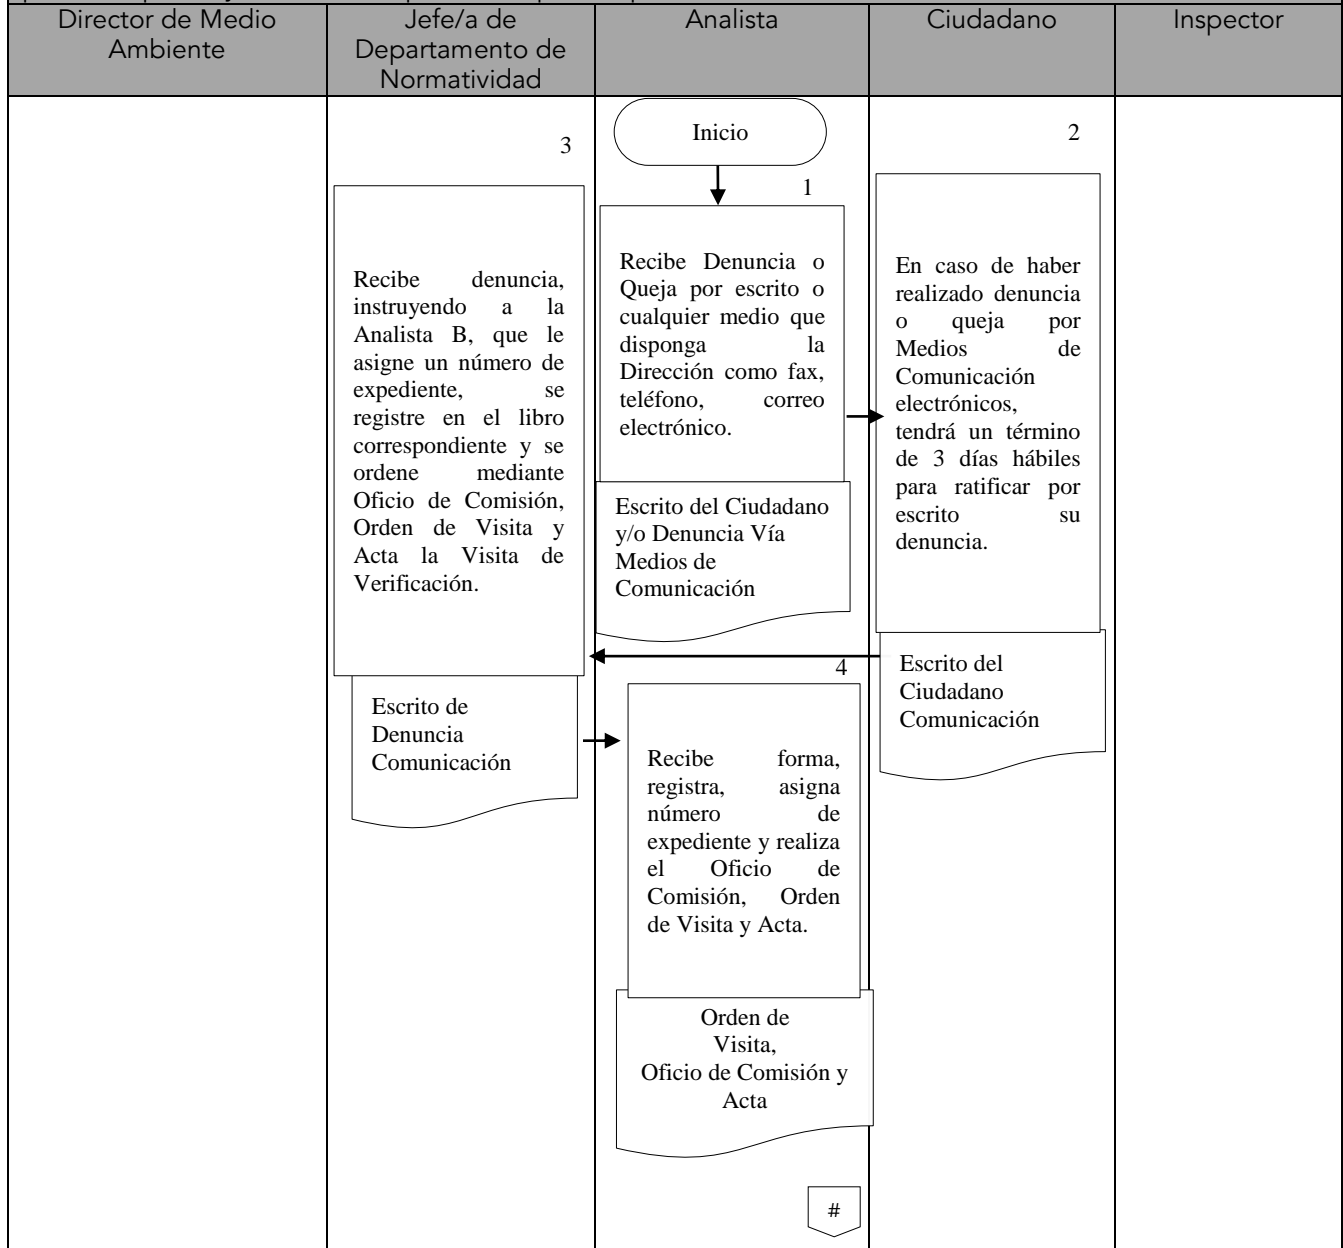 Director de Medio
Ambiente
Jefe/a de
Departamento de
Normatividad
Analista
Ciudadano
Inspector
Inicio
1
Recibe Denuncia o
Queja por escrito o
cualquier medio que
disponga la
Dirección como fax,
teléfono, correo
electrónico.
Escrito del Ciudadano
y/o Denuncia Vía
Medios de
Comunicación
2
En caso de haber
realizado denuncia
o queja por
Medios de
Comunicación
electrónicos,
tendrá un término
de 3 días hábiles
para ratificar por
escrito su
denuncia.
Escrito del
Ciudadano
Comunicación
3
Recibe denuncia,
instruyendo a la
Analista B, que le
asigne un número de
expediente, se
registre en el libro
correspondiente y se
ordene mediante
Oficio de Comisión,
Orden de Visita y
Acta la Visita de
Verificación.
Escrito de
Denuncia
Comunicación
4
Recibe forma,
registra, asigna
número de
expediente y realiza
el Oficio de
Comisión, Orden
de Visita y Acta.
Orden de
Visita,
Oficio de Comisión y
Acta
#